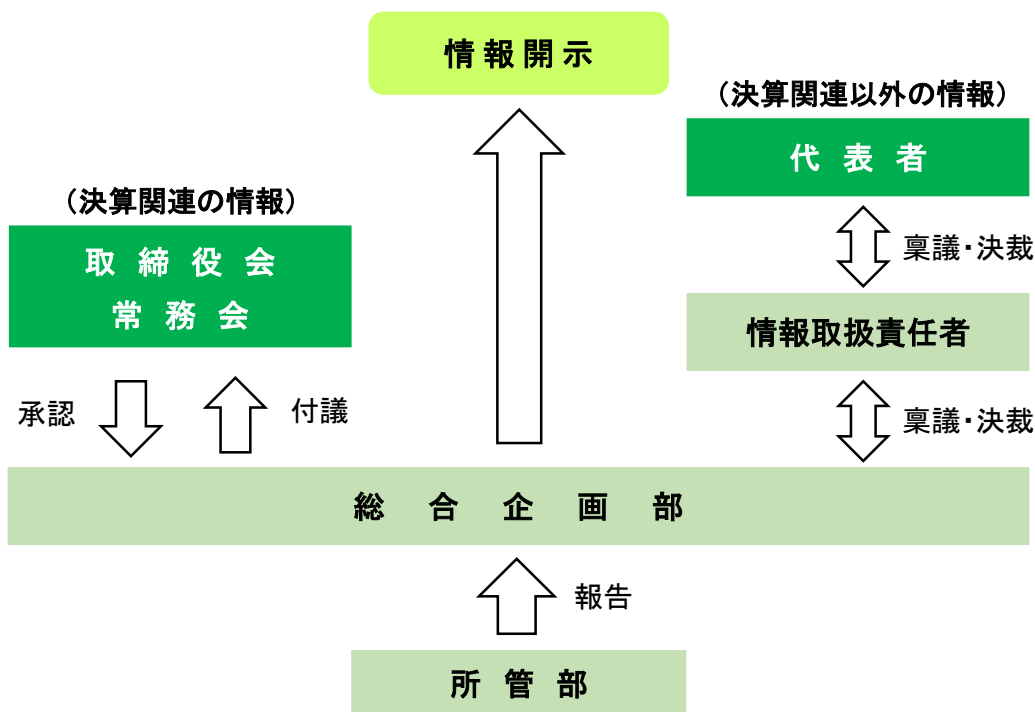 情報開示
（決算関連以外の情報）
代表者
（決算関連の情報）
取締役会
常務会
稟議・決裁
情報取扱責任者
承認
付議
稟議・決裁
総合企画部
報告
所管部